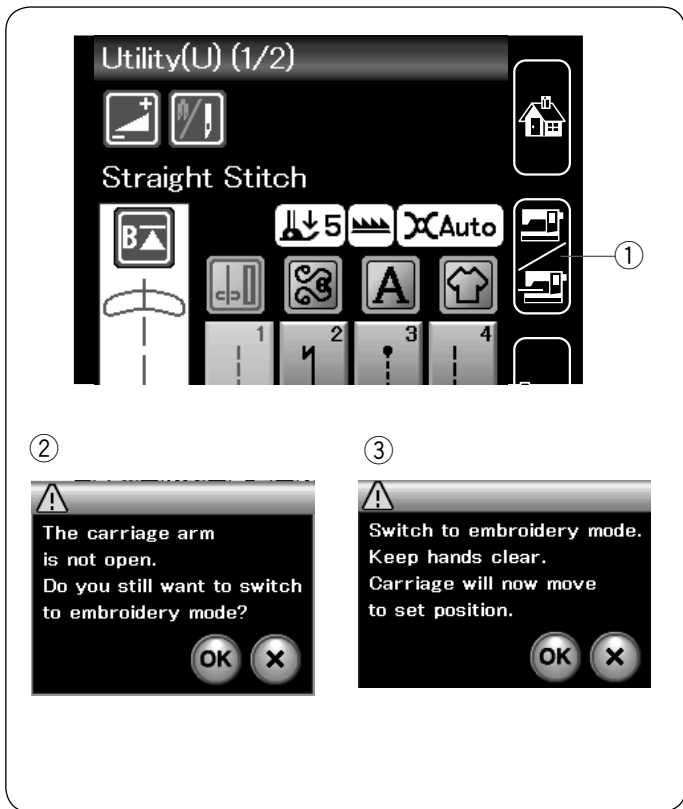 Utility(U) (1/2)
Straight Stitch
B
5
Auto
①
A
1
2
3
4
②
The carriage arm
is not open.
Do you still want to switch
to embroidery mode?
OK
×
③
Switch to embroidery mode.
Keep hands clear.
Carriage will now move
to set position.
OK
×